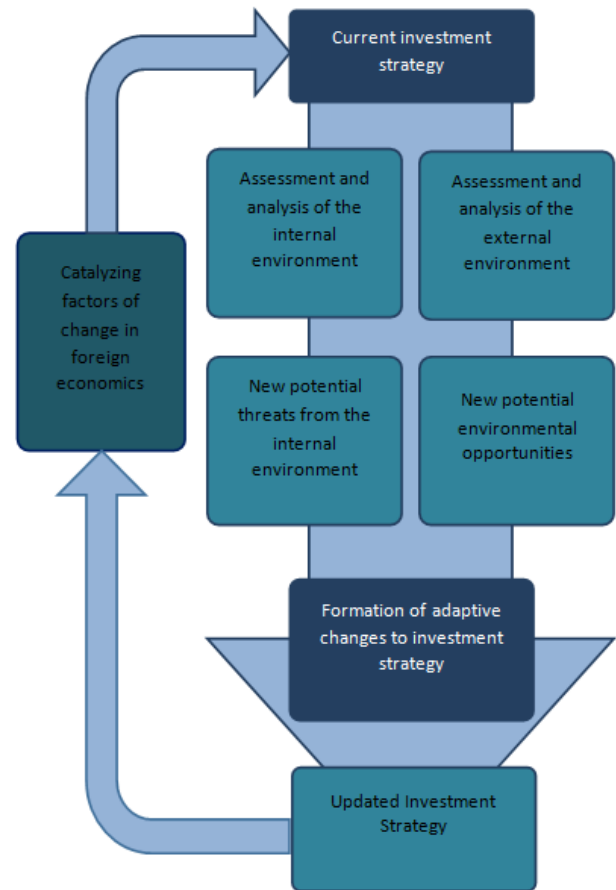 Current investment
strategy
Assessment and
analysis of the
internal
environment
Assessment and
analysis of the
external
environment
Catalyzing
factors of
change in
foreign
economics
New potential
threats from the
internal
environment
New potential
environmental
opportunities
Formation of adaptive
changes to investment
strategy
Updated Investment
Strategy